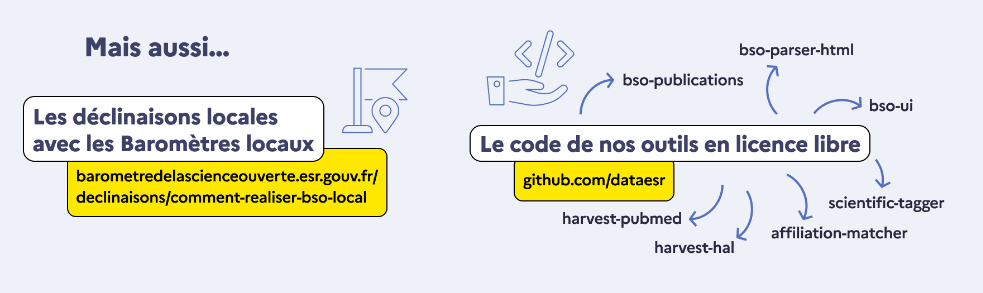 Mais aussi...
Les déclinaisons locales
avec les Baromètres locaux
barometredelascienceouverte.esr.gouv.fr/
declinaisons/comment-realiser-bso-local
</>
bso-parser-html
bso-publications
bso-ui
Le code de nos outils en licence libre
github.com/dataesr
scientific-tagger
harvest-pubmed
affiliation-matcher
harvest-hal